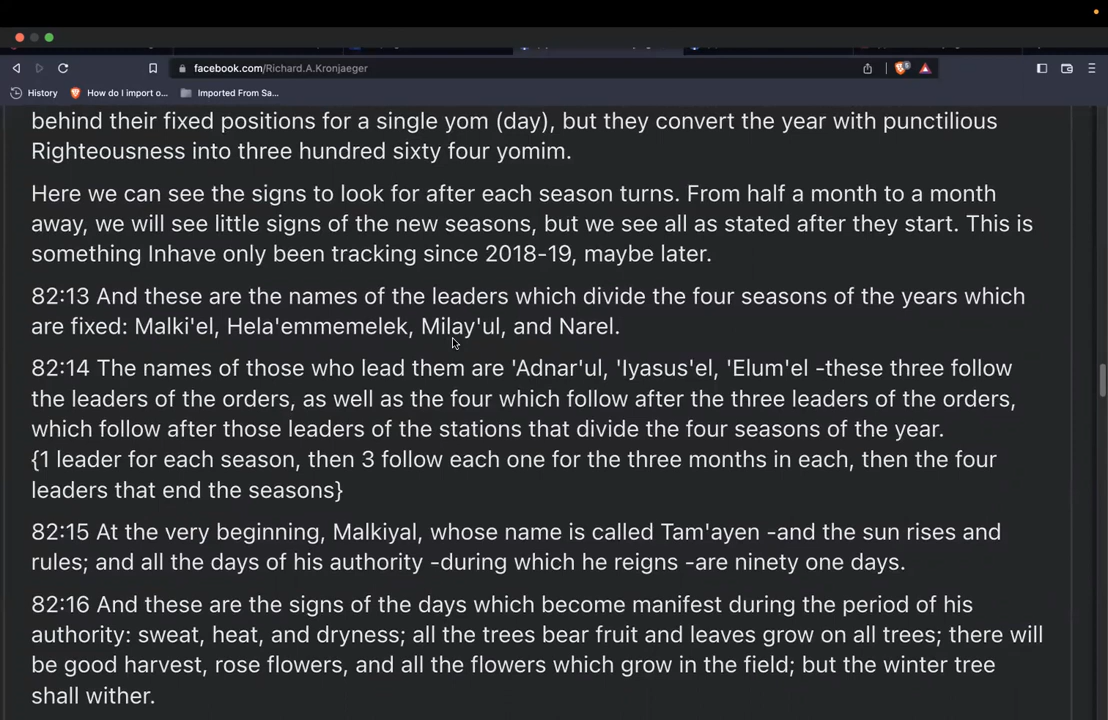 facebook.com/Richard.A.Kronjaeger
History How do I import o... Imported From Sa...
behind their fixed positions for a single yom (day), but they convert the year with punctilious
Righteousness into three hundred sixty four yomim.
Here we can see the signs to look for after each season turns. From half a month to a month
away, we will see little signs of the new seasons, but we see all as stated after they start. This is
something Inhave only been tracking since 2018-19, maybe later.
82:13 And these are the names of the leaders which divide the four seasons of the years which
are fixed: Malki'el, Hela'emmemelek, Milay'ul, and Narel.
82:14 The names of those who lead them are 'Adnar'ul, 'Iyasus'el, 'Elum'el -these three follow
the leaders of the orders, as well as the four which follow after the three leaders of the orders,
which follow after those leaders of the stations that divide the four seasons of the year.
{1 leader for each season, then 3 follow each one for the three months in each, then the four
leaders that end the seasons}
82:15 At the very beginning, Malkiyal, whose name is called Tam'ayen -and the sun rises and
rules; and all the days of his authority -during which he reigns -are ninety one days.
82:16 And these are the signs of the days which become manifest during the period of his
authority: sweat, heat, and dryness; all the trees bear fruit and leaves grow on all trees; there will
be good harvest, rose flowers, and all the flowers which grow in the field; but the winter tree
shall wither.